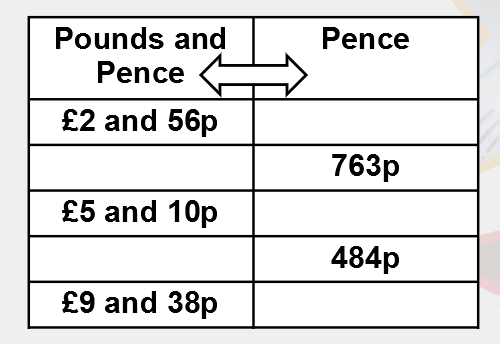 Pounds and
Pence
Pence
£2 and 56p
763p
£5 and 10p
484p
£9 and 38p